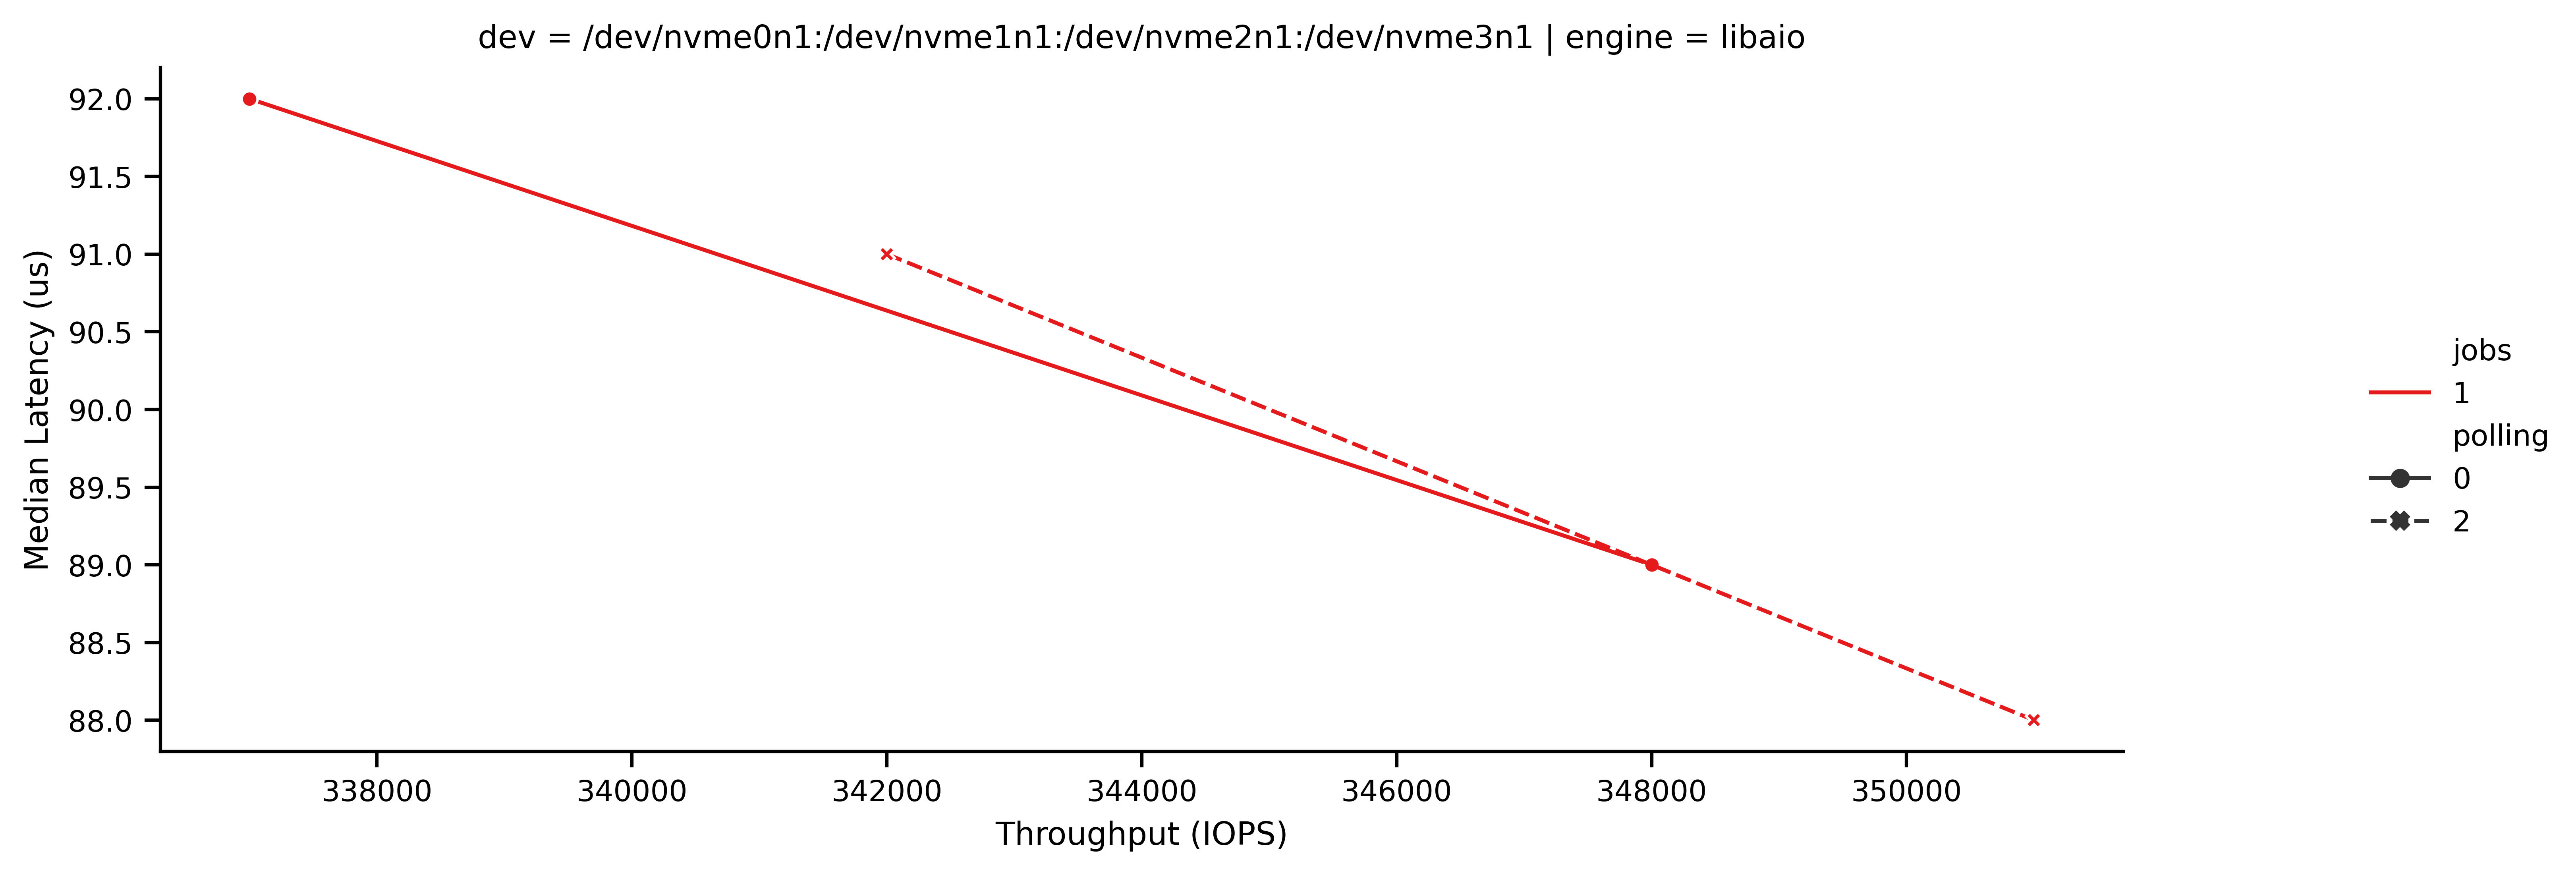 dev = /dev/nvme0n1:/dev/nvme1n1:/dev/nvme2n1:/dev/nvme3n1 | engine = libaio
92.0
91.5
91.0
90.5
90.0
89.5
89.0
88.5
88.0
Median Latency (us)
338000 340000 342000 344000 346000 348000 350000
Throughput (IOPS)
jobs
1
polling
0
2